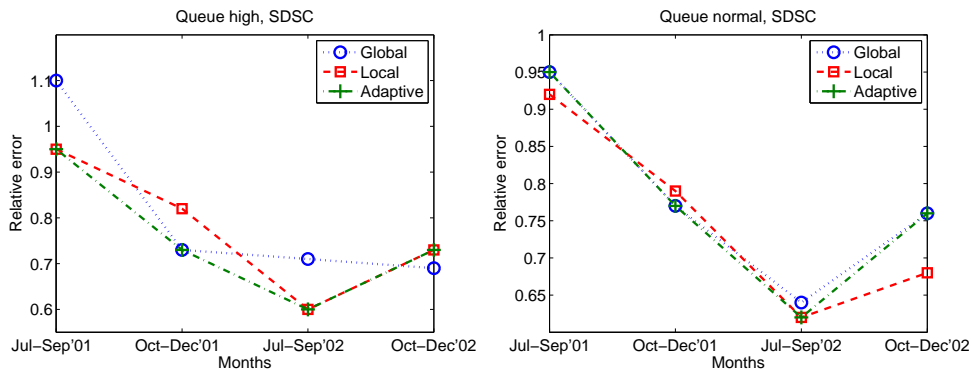 Queue high, SDSC
1.1
1
0.9
0.8
0.7
0.6
Relative error
Global
Local
Adaptive
Jul−Sep'01
Oct−Dec'01
Jul−Sep'02
Oct−Dec'02
Months
Queue normal, SDSC
1
0.95
0.9
0.85
0.8
0.75
0.7
0.65
Relative error
Global
Local
Adaptive
Jul−Sep'01
Oct−Dec'01
Jul−Sep'02
Oct−Dec'02
Months